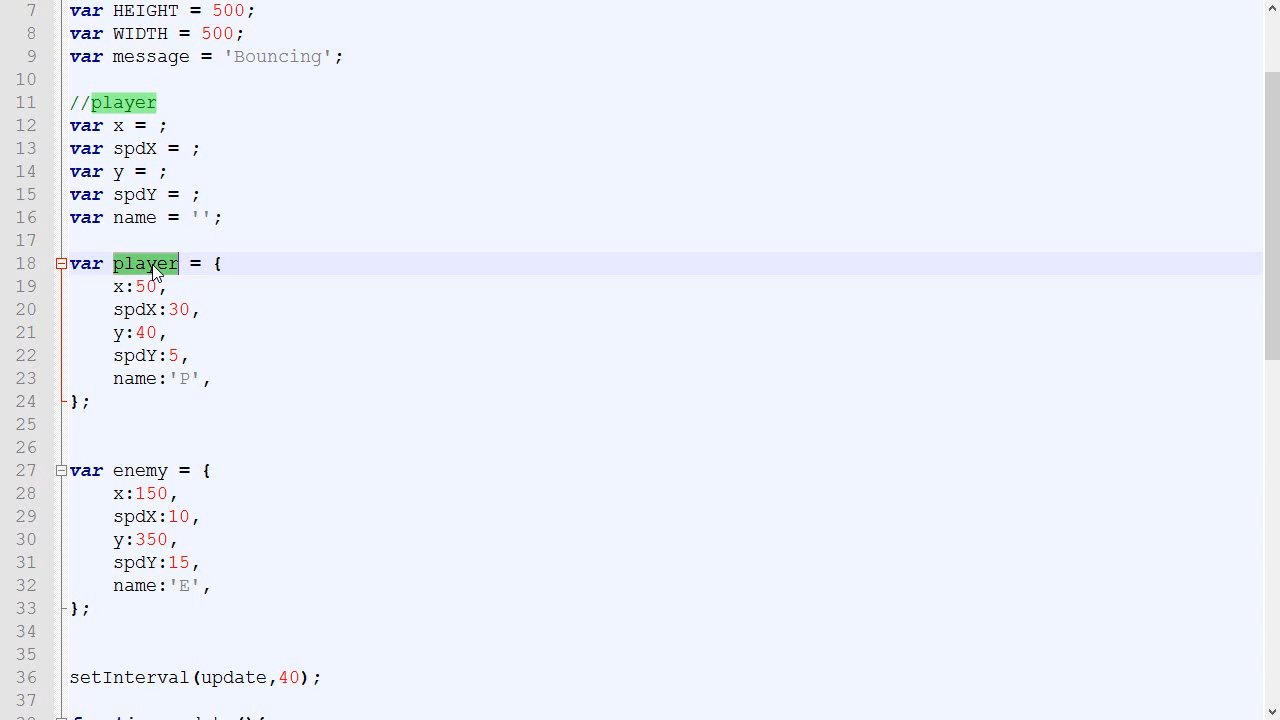 7 var HEIGHT = 500;
8 var WIDTH = 500;
9 var message = 'Bouncing';
10
11 //player
12 var x = ;
13 var spdX = ;
14 var y = ;
15 var spdY = ;
16 var name = '';
17
18 var player = {
19 x:50,
20 spdX:30,
21 y:40,
22 spdY:5,
23 name:'P',
24 };
25
26
27 var enemy = {
28 x:150,
29 spdX:10,
30 y:350,
31 spdY:15,
32 name:'E',
33 };
34
35
36 setInterval(update,40);
37